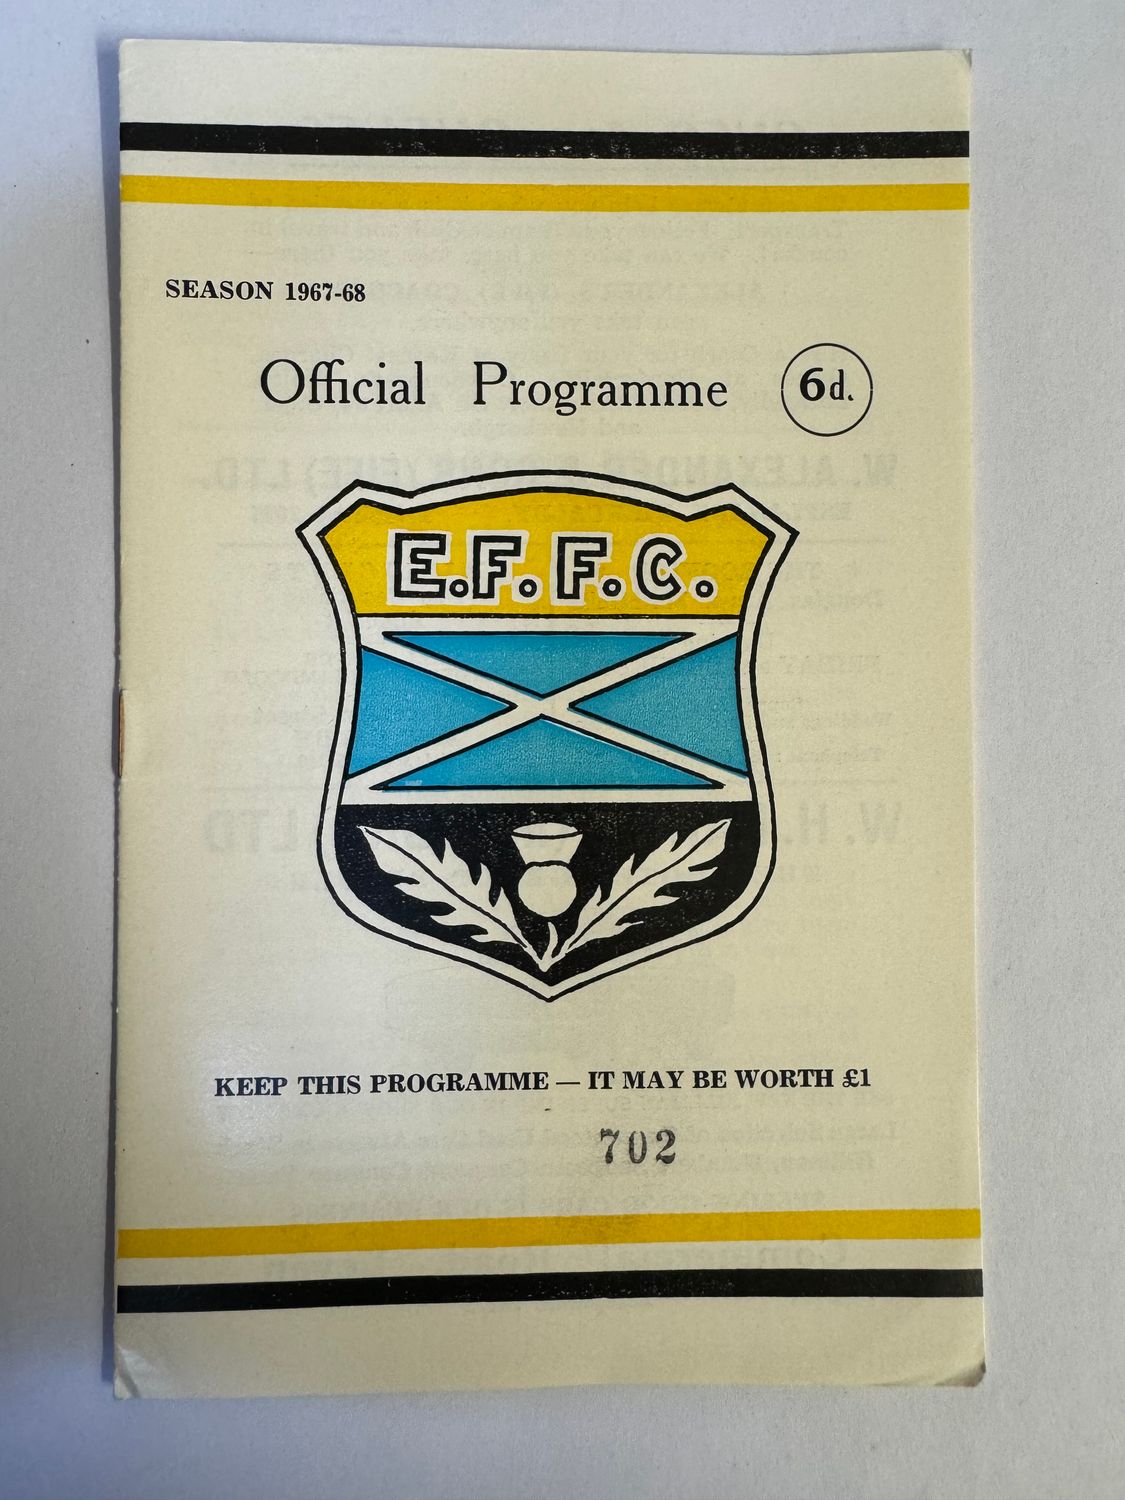 SEASON 1967-68
Official Programme 6d.
E.F.F.C.
KEEP THIS PROGRAMME — IT MAY BE WORTH £1
702